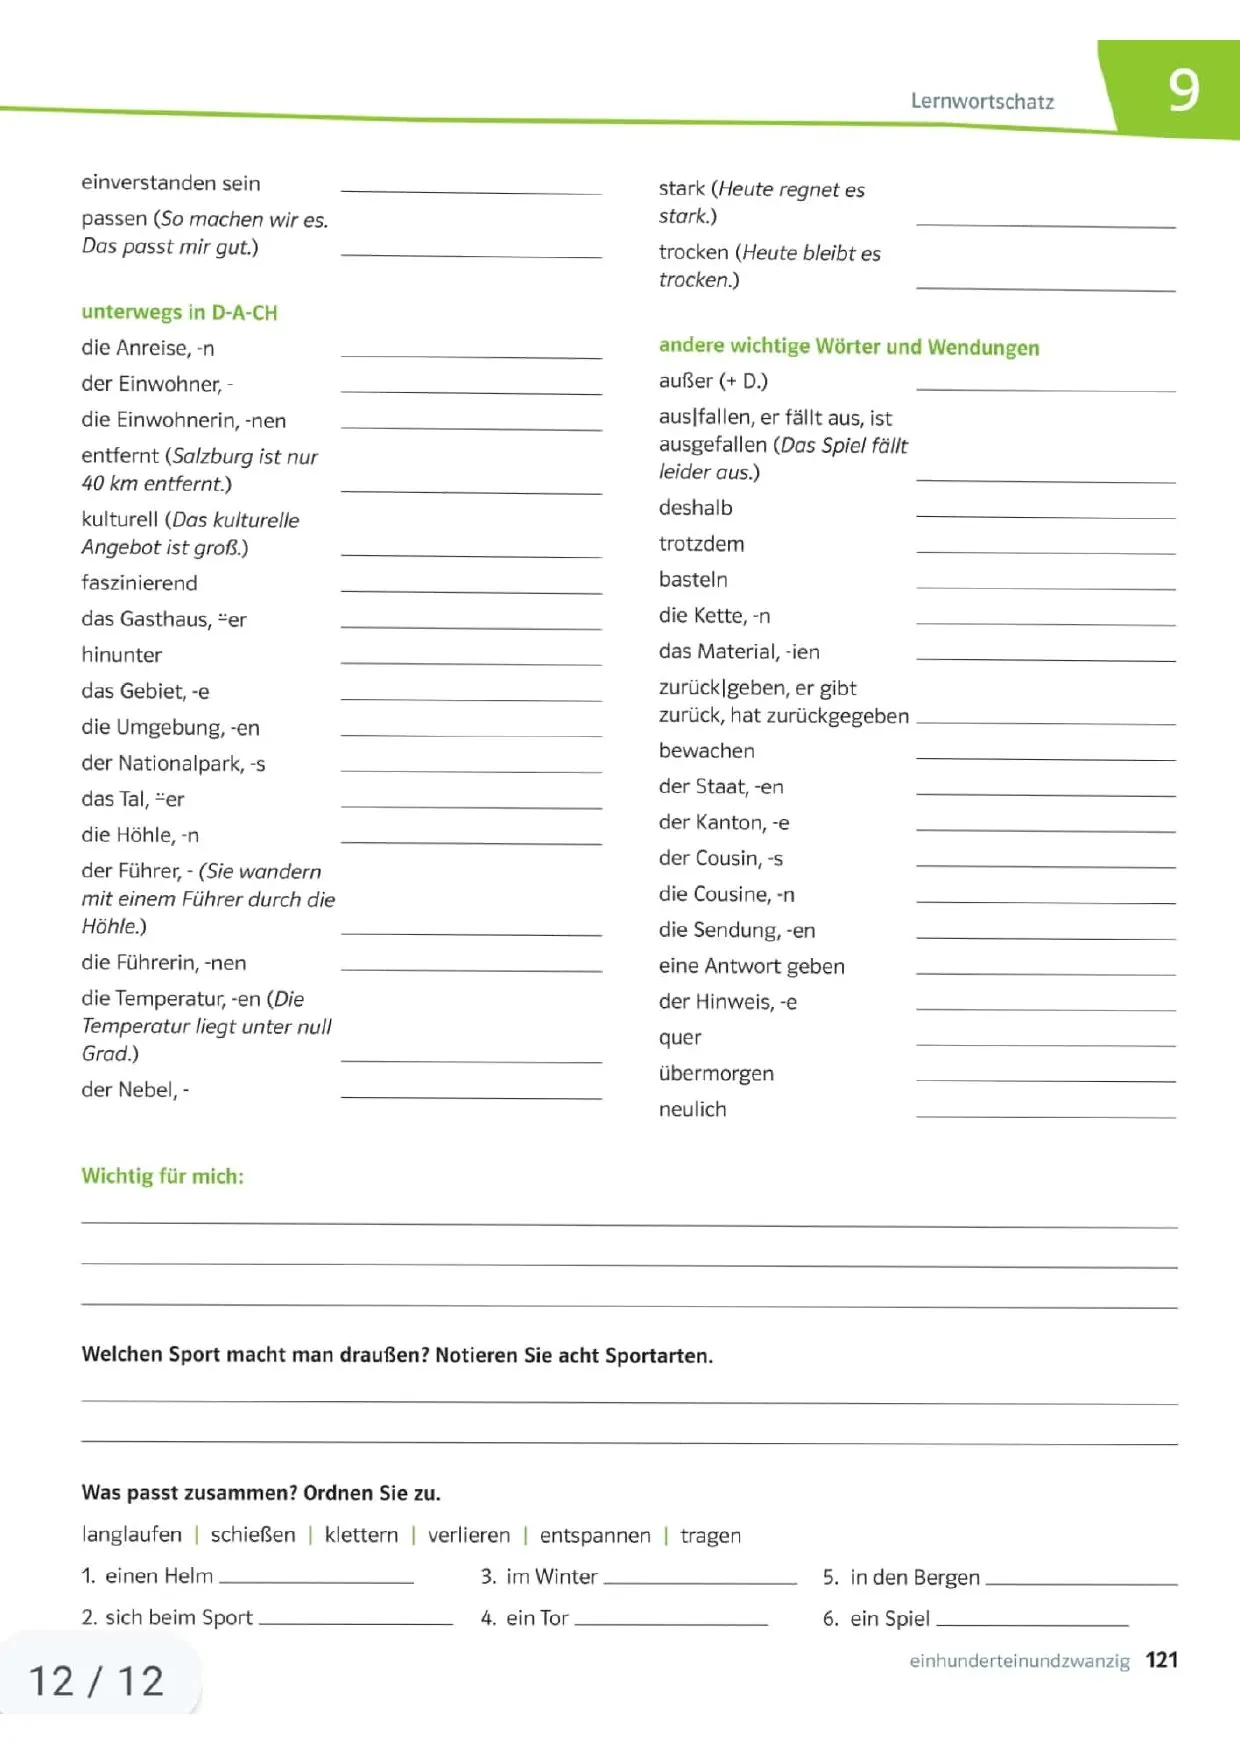 Lernwortschatz
9
einverstanden sein
passen (So machen wir es.
Das passt mir gut.)
unterwegs in D-A-CH
die Anreise, -n
der Einwohner, -
die Einwohnerin, -nen
entfernt (Salzburg ist nur
40 km entfernt.)
kulturell (Das kulturelle
Angebot ist groß.)
faszinierend
das Gasthaus, ¨-er
hinunter
das Gebiet, -e
die Umgebung, -en
der Nationalpark, -s
das Tal, ¨-er
die Höhle, -n
der Führer, - (Sie wandern
mit einem Führer durch die
Höhle.)
die Führerin, -nen
die Temperatur, -en (Die
Temperatur liegt unter null
Grad.)
der Nebel, -
stark (Heute regnet es
stark.)
trocken (Heute bleibt es
trocken.)
andere wichtige Wörter und Wendungen
außer (+ D.)
aus|fallen, er fällt aus, ist
ausgefallen (Das Spiel fällt
leider aus.)
deshalb
trotzdem
basteln
die Kette, -n
das Material, -ien
zurück|geben, er gibt
zurück, hat zurückgegeben
bewachen
der Staat, -en
der Kanton, -e
der Cousin, -s
die Cousine, -n
die Sendung, -en
eine Antwort geben
der Hinweis, -e
quer
übermorgen
neulich
Wichtig für mich:
Welchen Sport macht man draußen? Notieren Sie acht Sportarten.
Was passt zusammen? Ordnen Sie zu.
langlaufen | schießen | klettern | verlieren | entspannen | tragen
1. einen Helm 3. im Winter 5. in den Bergen
2. sich beim Sport 4. ein Tor 6. ein Spiel
einhunderteinundzwanzig 121
12 / 12